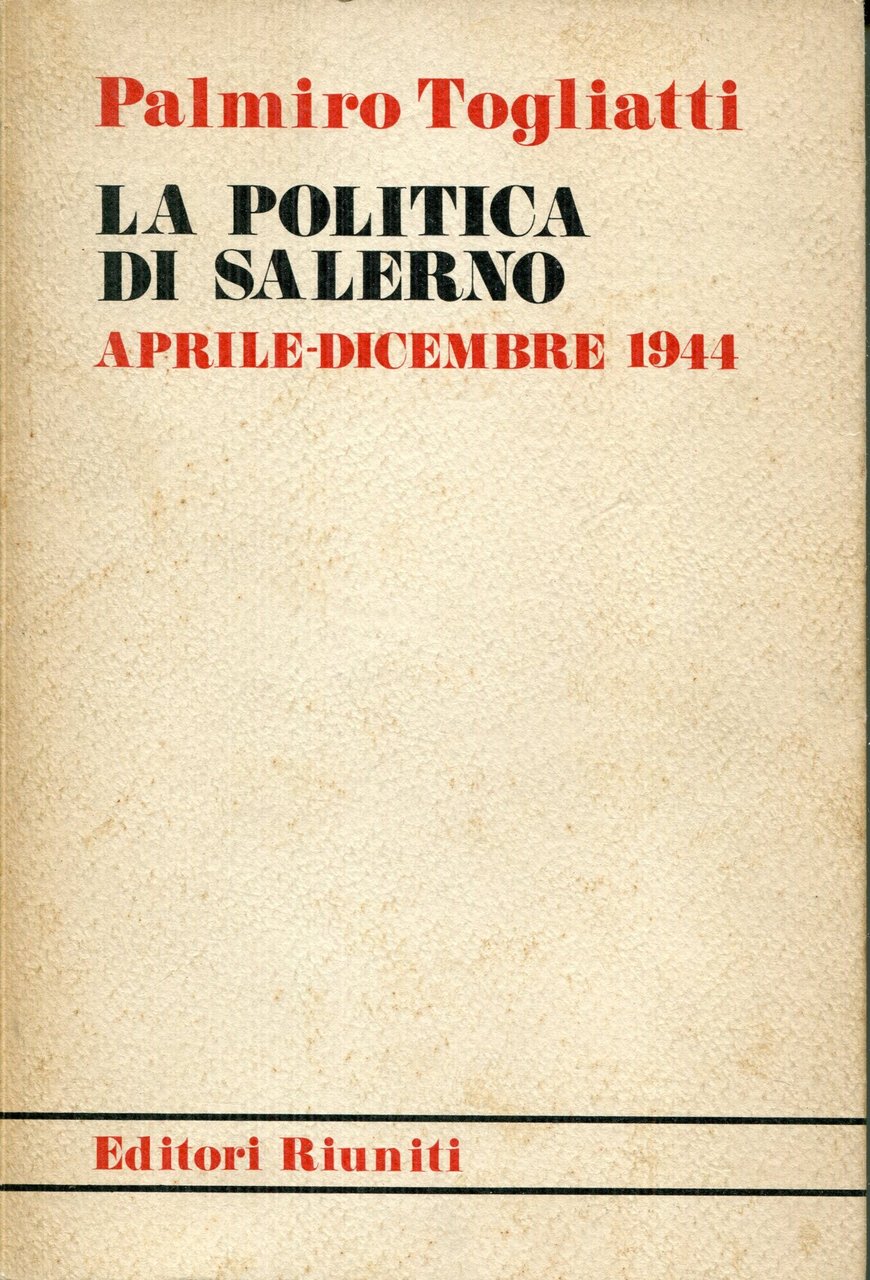 Palmiro Togliatti
LA POLITICA
DI SALERNO
APRILE-DICEMBRE 1944
Editori Riuniti